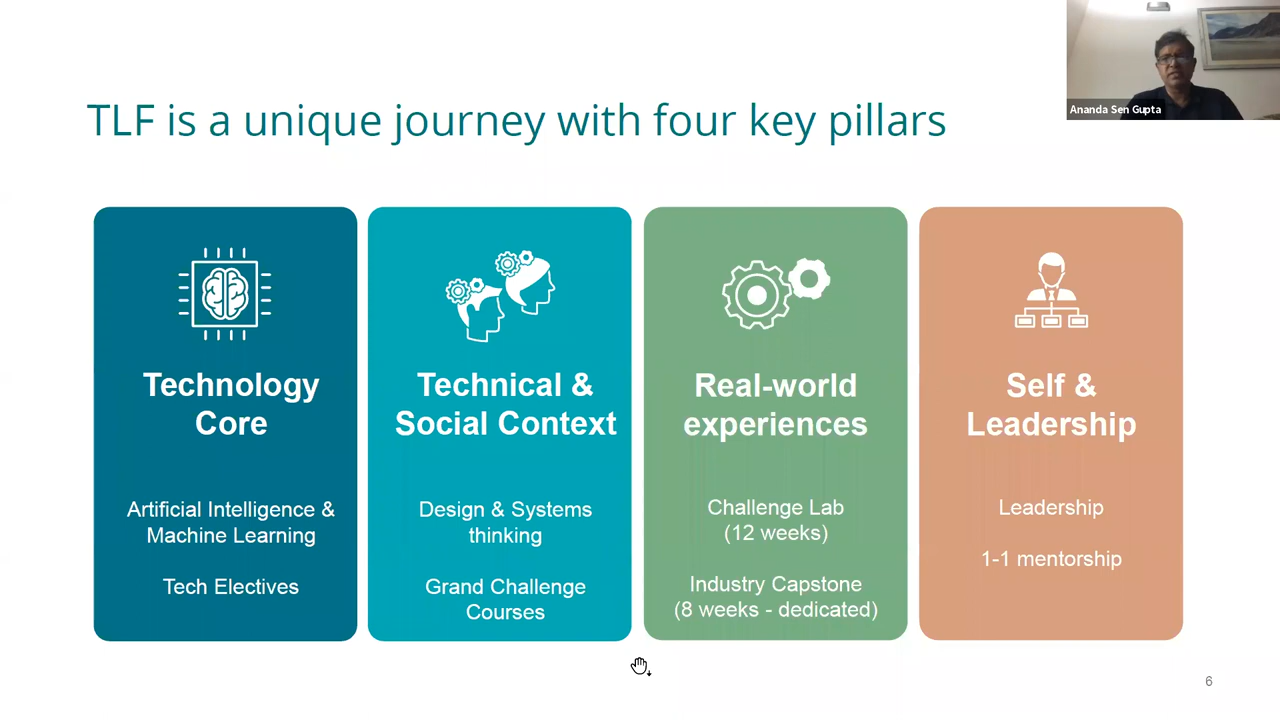 Ananda Sen Gupta
TLF is a unique journey with four key pillars
Technology
Core
Artificial Intelligence &
Machine Learning
Tech Electives
Technical &
Social Context
Design & Systems
thinking
Grand Challenge
Courses
Real-world
experiences
Challenge Lab
(12 weeks)
Industry Capstone
(8 weeks - dedicated)
Self &
Leadership
Leadership
1-1 mentorship
6